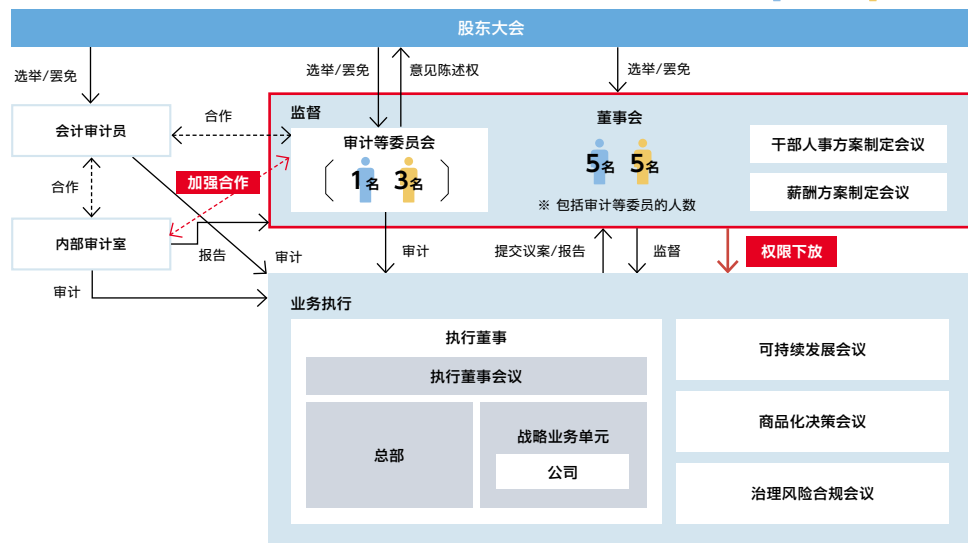 股东大会
选举/罢免
选举/罢免
意见陈述权
选举/罢免
会计审计员
合作
监督
审计等委员会
1名 3名
董事会
5名 5名
※ 包括审计等委员的人数
干部人事方案制定会议
薪酬方案制定会议
合作
加强合作
内部审计室
报告
审计
审计
提交议案/报告
监督
权限下放
审计
业务执行
执行董事
执行董事会议
总部
战略业务单元
公司
可持续发展会议
商品化决策会议
治理风险合规会议